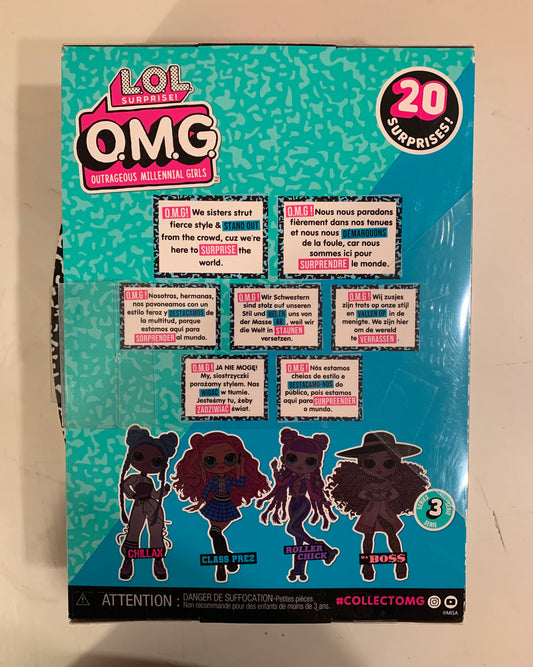 L.O.L
SURPRISE!
O.M.G.
OUTRAGEOUS MILLENNIAL GIRLS
20
SURPRISES!
O.M.G! We sisters strut
fierce style & STAND OUT
from the crowd, cuz we're
here to SURPRISE the
world.
O.M.G! Nous nous paradons
fièrement dans nos tenues
et nous nous DÉMARQUONS
de la foule, car nous
sommes ici pour
SURPRENDRE le monde.
O.M.G! Nosotras, hermanas,
nos pavoneamos con un
estilo feroz y DESTACAMOS de
la multitud, porque
estamos aquí para
SORPRENDER al mundo.
O.M.G! Wir Schwestern
sind stolz auf unseren
Stil und HEBEN uns von
der Masse AB, weil wir
die Welt in STAUNEN
versetzen.
O.M.G! Wij zusjes
zijn trots op onze stijl
en VALLEN OP in de
menigte. We zijn hier
om de wereld
te VERRASSEN.
O.M.G! JA NIE MOGĘ!
My, siostrzyczki
porażamy stylem. Nas
WIDAĆ w tłumie.
Jesteśmy tu, żeby
ZADZIWIAĆ świat.
O.M.G! Nós estamos
cheias de estilo e
DESTACAMO-NOS do
público, pois estamos
aqui para SURPREENDER
o mundo.
CHILLAX
CLASS PREZ
ROLLER
CHICK
DA BOSS
3
ATTENTION : DANGER DE SUFFOCATION-Petites pièces.
Non recommandé pour des enfants de moins de 3 ans.
#COLLECTOMG
©MGA